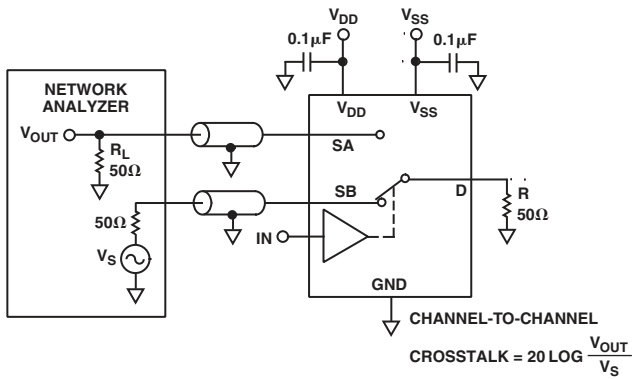 V_DD
V_SS
0.1μF
0.1μF
NETWORK
ANALYZER
V_DD
V_SS
V_OUT
R_L
50Ω
SA
SB
D
R
50Ω
50Ω
V_S
IN
GND
CHANNEL-TO-CHANNEL
CROSSTALK = 20 LOG V_OUT / V_S